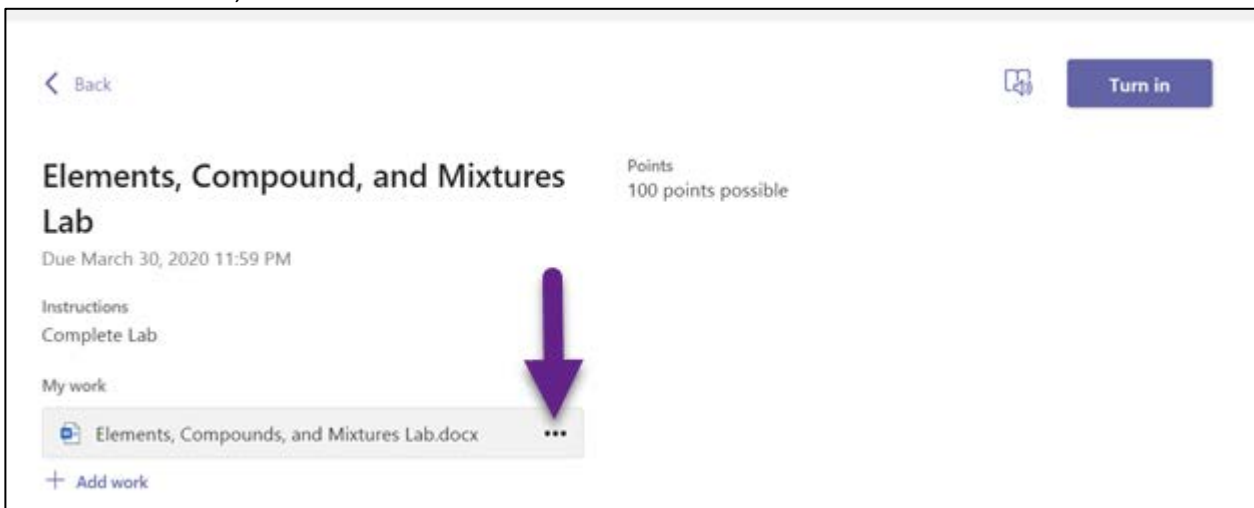 Back
Turn in
Elements, Compound, and Mixtures
Lab
Due March 30, 2020 11:59 PM
Points
100 points possible
Instructions
Complete Lab
My work
Elements, Compounds, and Mixtures Lab.docx
+ Add work